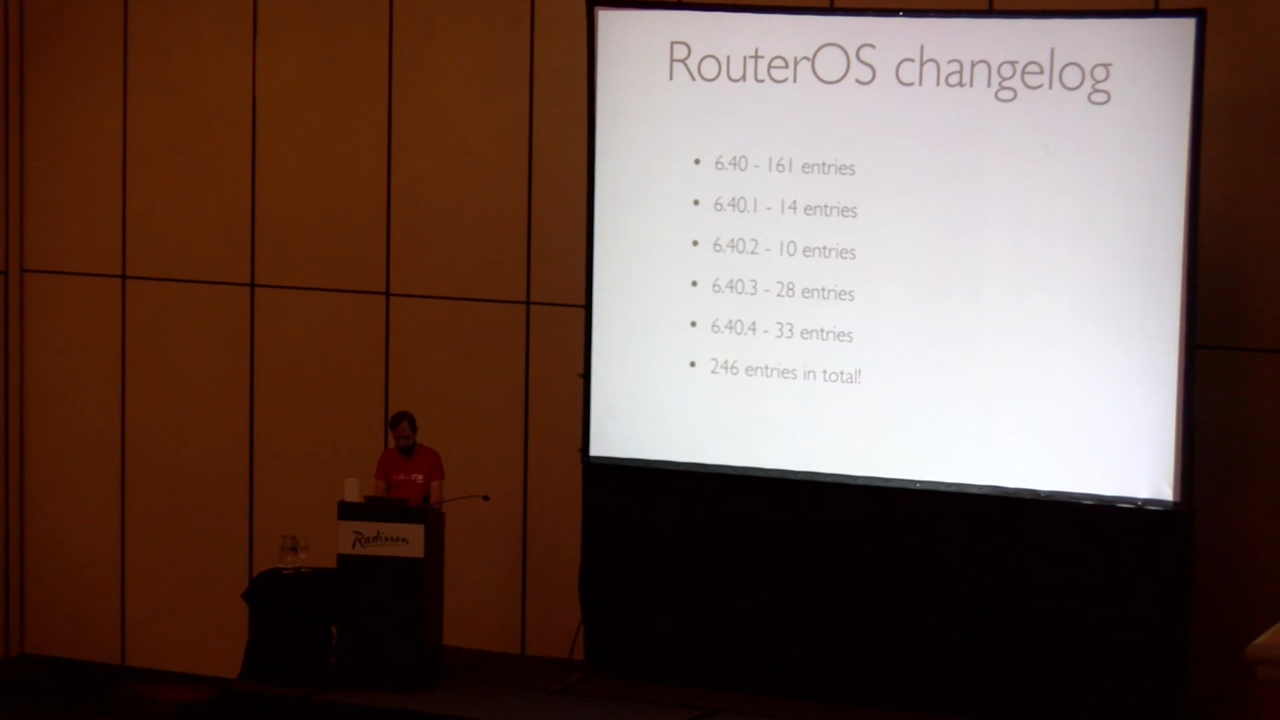 RouterOS changelog
• 6.40 - 161 entries
• 6.40.1 - 14 entries
• 6.40.2 - 10 entries
• 6.40.3 - 28 entries
• 6.40.4 - 33 entries
• 246 entries in total!
Radisson